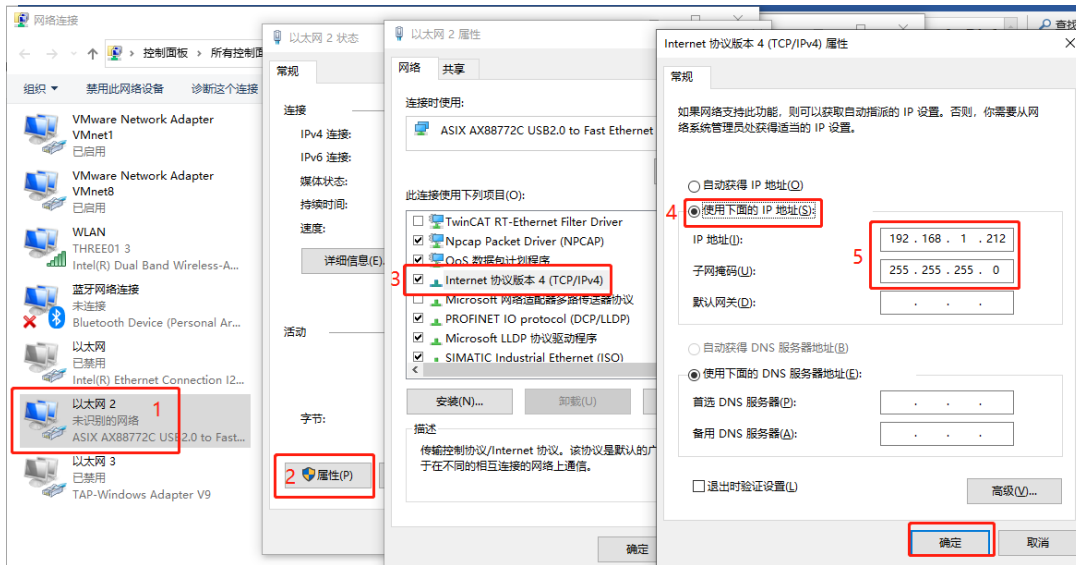 网络连接
控制面板 › 所有控制面
查找
组织
禁用此网络设备
诊断这个连接
VMware Network Adapter
VMnet1
已启用
VMware Network Adapter
VMnet8
已启用
WLAN
THREE01 3
Intel(R) Dual Band Wireless-A...
蓝牙网络连接
未连接
Bluetooth Device (Personal Ar...
以太网
已禁用
Intel(R) Ethernet Connection I2...
以太网 2
1
未识别的网络
ASIX AX88772C USB2.0 to Fast...
以太网 3
已禁用
TAP-Windows Adapter V9
以太网 2 状态
常规
连接
IPv4 连接:
IPv6 连接:
媒体状态:
持续时间:
速度:
详细信息(E)
活动
字节:
2
属性(P)
以太网 2 属性
网络
共享
连接时使用:
ASIX AX88772C USB2.0 to Fast Ethernet
此连接使用下列项目(O):
TwinCAT RT-Ethernet Filter Driver
Npcap Packet Driver (NPCAP)
QoS 数据包计划程序
3
Internet 协议版本 4 (TCP/IPv4)
Microsoft 网络适配器多路传送器协议
PROFINET IO protocol (DCP/LLDP)
Microsoft LLDP 协议驱动程序
SIMATIC Industrial Ethernet (ISO)
安装(N)...
卸载(U)
描述
传输控制协议/Internet 协议。该协议是默认的广
于在不同的相互连接的网络上通信。
确定
Internet 协议版本 4 (TCP/IPv4) 属性
常规
如果网络支持此功能，则可以获取自动指派的 IP 设置。否则，你需要从网
络系统管理员处获得适当的 IP 设置。
自动获得 IP 地址(O)
4
使用下面的 IP 地址(S):
IP 地址(I):
192 . 168 . 1 . 212
5
子网掩码(U):
255 . 255 . 255 . 0
默认网关(D):
. . .
自动获得 DNS 服务器地址(B)
使用下面的 DNS 服务器地址(E):
首选 DNS 服务器(P):
. . .
备用 DNS 服务器(A):
. . .
退出时验证设置(L)
高级(V)...
确定
取消